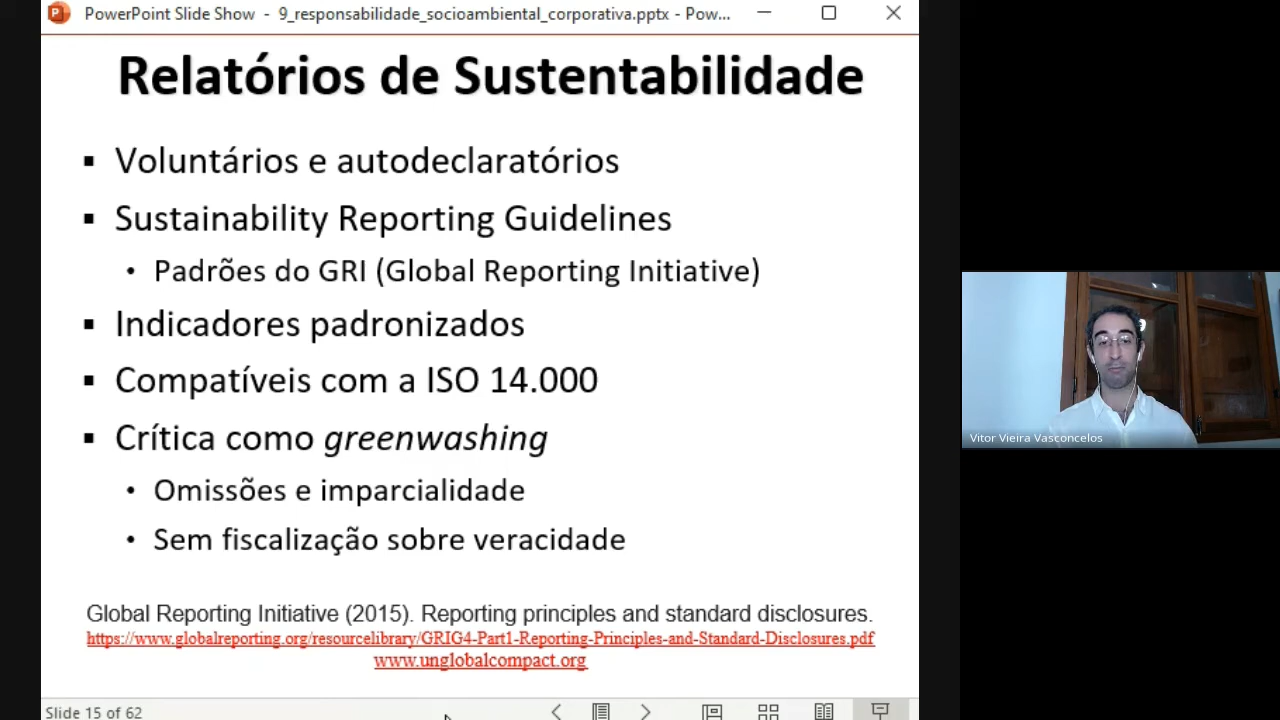 PowerPoint Slide Show - 9_responsabilidade_socioambiental_corporativa.pptx - Pow...
Relatórios de Sustentabilidade
▪ Voluntários e autodeclaratórios
▪ Sustainability Reporting Guidelines
• Padrões do GRI (Global Reporting Initiative)
▪ Indicadores padronizados
▪ Compatíveis com a ISO 14.000
▪ Crítica como greenwashing
• Omissões e imparcialidade
• Sem fiscalização sobre veracidade
Global Reporting Initiative (2015). Reporting principles and standard disclosures.
https://www.globalreporting.org/resourcelibrary/GRIG4-Part1-Reporting-Principles-and-Standard-Disclosures.pdf
www.unglobalcompact.org
Slide 15 of 62
Vitor Vieira Vasconcelos